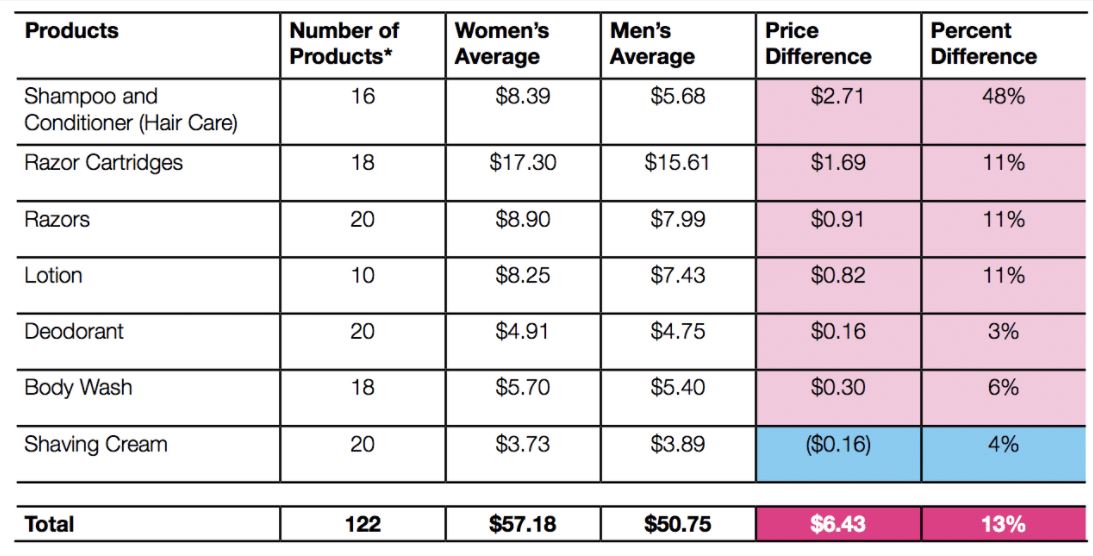 Products Number of Products* Women's Average Men's Average Price Difference Percent Difference
Shampoo and Conditioner (Hair Care) 16 $8.39 $5.68 $2.71 48%
Razor Cartridges 18 $17.30 $15.61 $1.69 11%
Razors 20 $8.90 $7.99 $0.91 11%
Lotion 10 $8.25 $7.43 $0.82 11%
Deodorant 20 $4.91 $4.75 $0.16 3%
Body Wash 18 $5.70 $5.40 $0.30 6%
Shaving Cream 20 $3.73 $3.89 ($0.16) 4%
Total 122 $57.18 $50.75 $6.43 13%